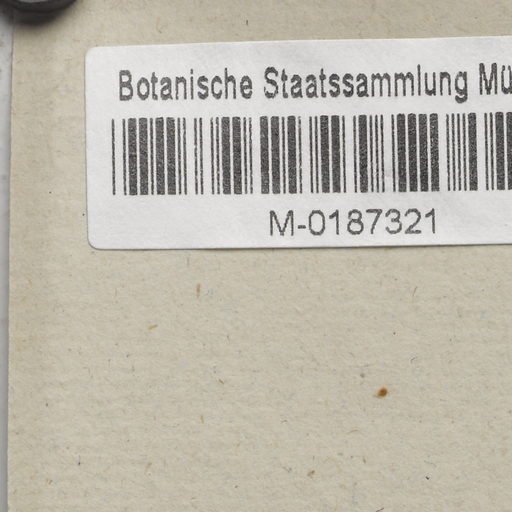 Botanische Staatssammlung Mü
M-0187321